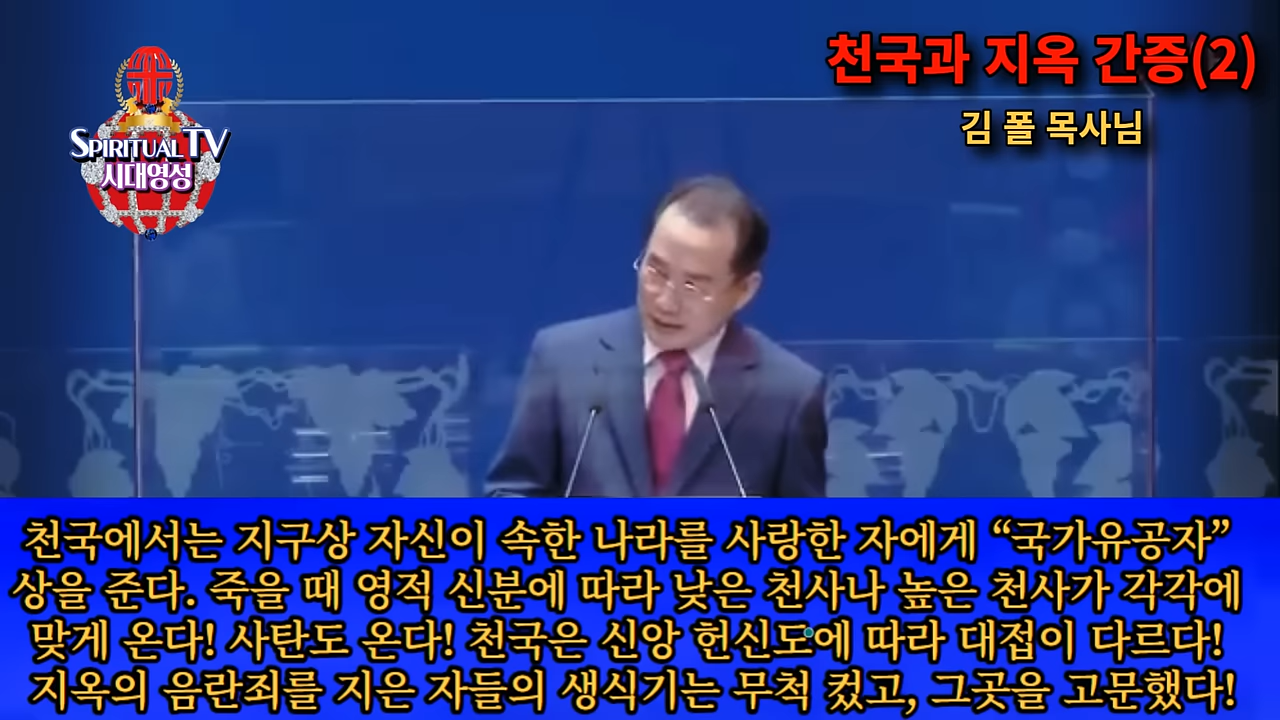 천국과 지옥 간증(2)
김 폴 목사님
SPIRITUAL TV
시대영성
천국에서는 지구상 자신이 속한 나라를 사랑한 자에게 “국가유공자”
상을 준다. 죽을 때 영적 신분에 따라 낮은 천사나 높은 천사가 각각에
맞게 온다! 사탄도 온다! 천국은 신앙 헌신도에 따라 대접이 다르다!
지옥의 음란죄를 지은 자들의 생식기는 무척 컸고, 그곳을 고문했다!